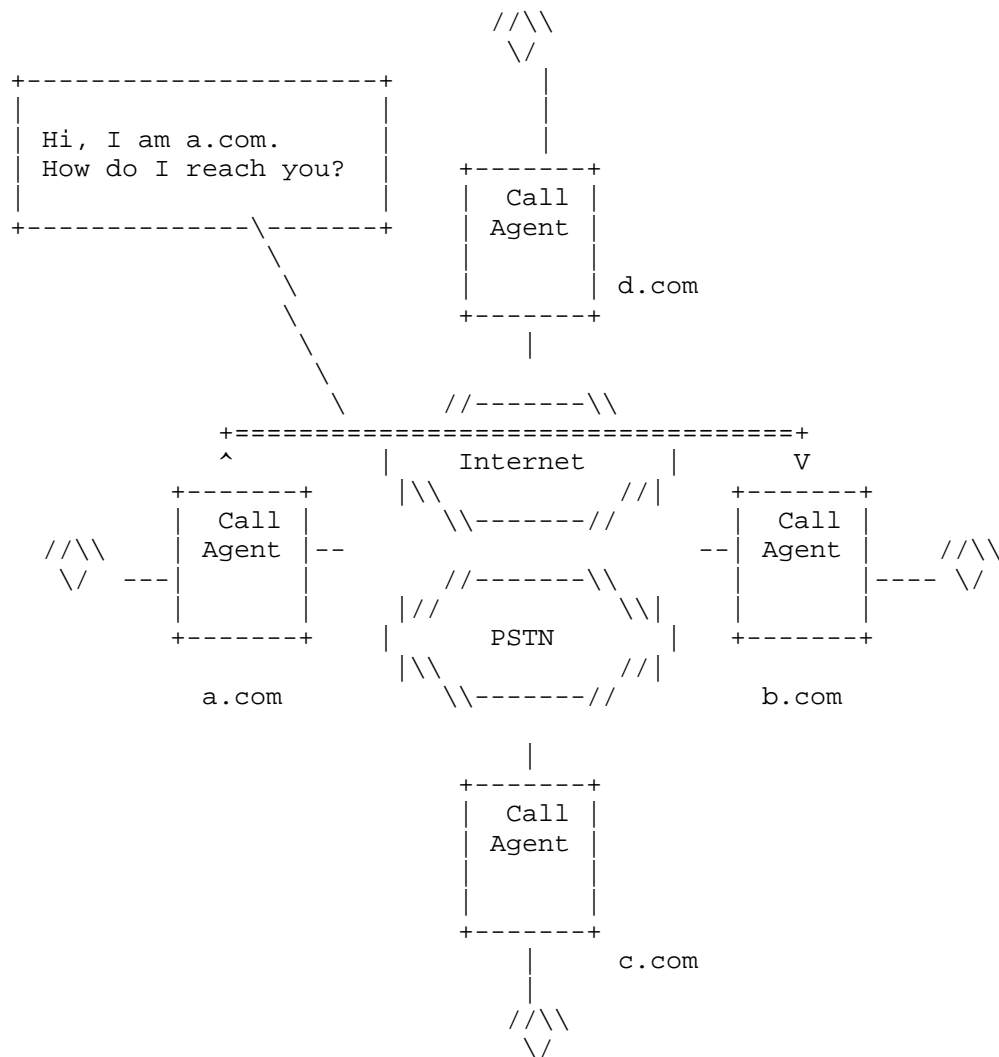 Hi, I am a.com.
How do I reach you?
Call
Agent
d.com
Internet
V
Call
Agent
Call
Agent
PSTN
a.com
b.com
Call
Agent
c.com